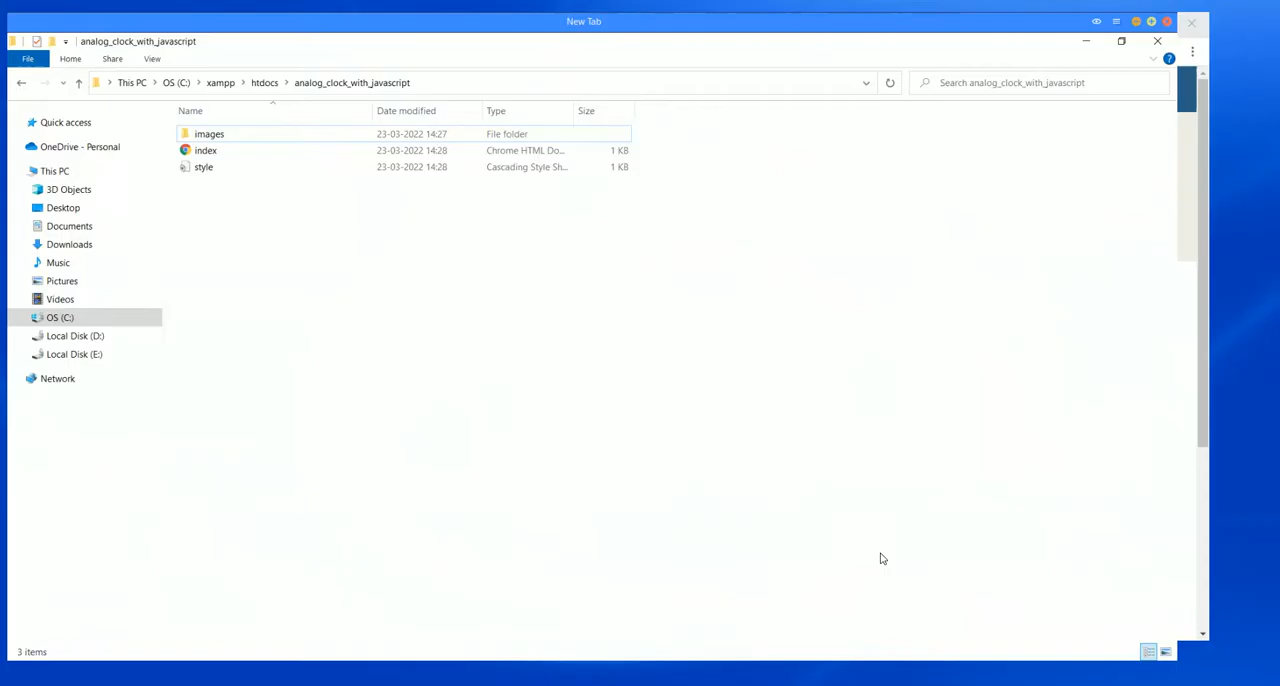 New Tab
analog_clock_with_javascript
File Home Share View
This PC OS (C:) xampp htdocs analog_clock_with_javascript Search analog_clock_with_javascript
Name Date modified Type Size
images 23-03-2022 14:27 File folder
index 23-03-2022 14:28 Chrome HTML Do... 1 KB
style 23-03-2022 14:28 Cascading Style Sh... 1 KB
Quick access
OneDrive - Personal
This PC
3D Objects
Desktop
Documents
Downloads
Music
Pictures
Videos
OS (C:)
Local Disk (D:)
Local Disk (E:)
Network
3 items